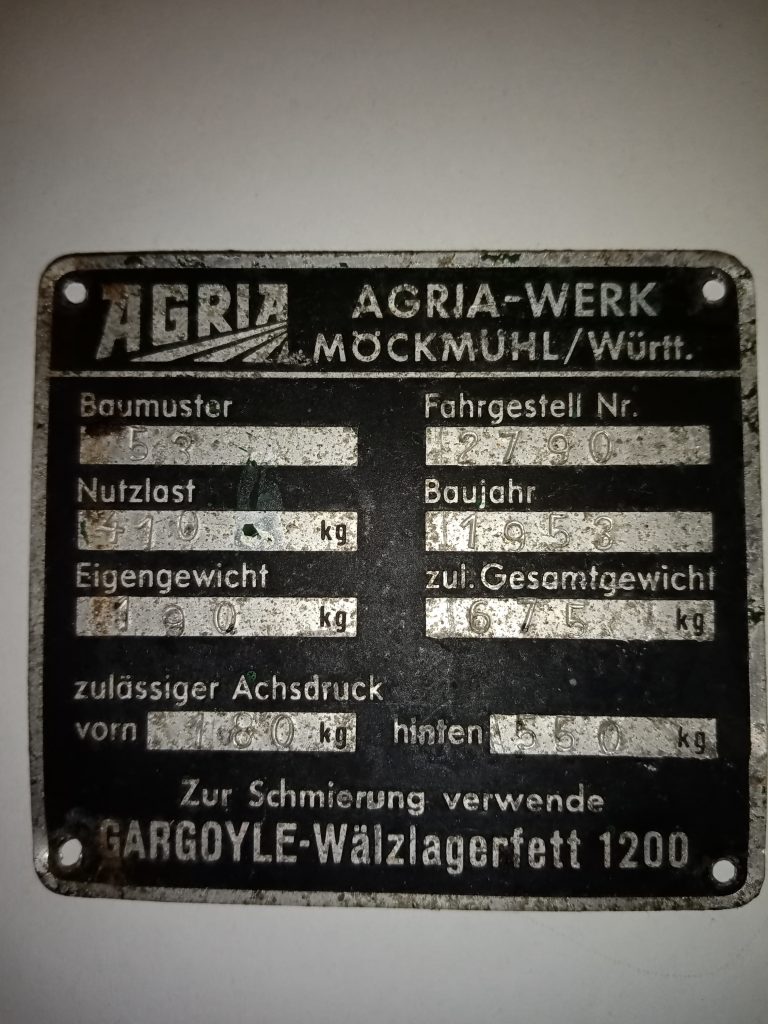 AGRIA AGRIA-WERK
MÖCKMÜHL/Württ.
Baumuster Fahrgestell Nr.
53 2790
Nutzlast Baujahr
410 kg 1953
Eigengewicht zul. Gesamtgewicht
190 kg 675 kg
zulässiger Achsdruck
vorn 180 kg hinten 550 kg
Zur Schmierung verwende
GARGOYLE-Wälzlagerfett 1200